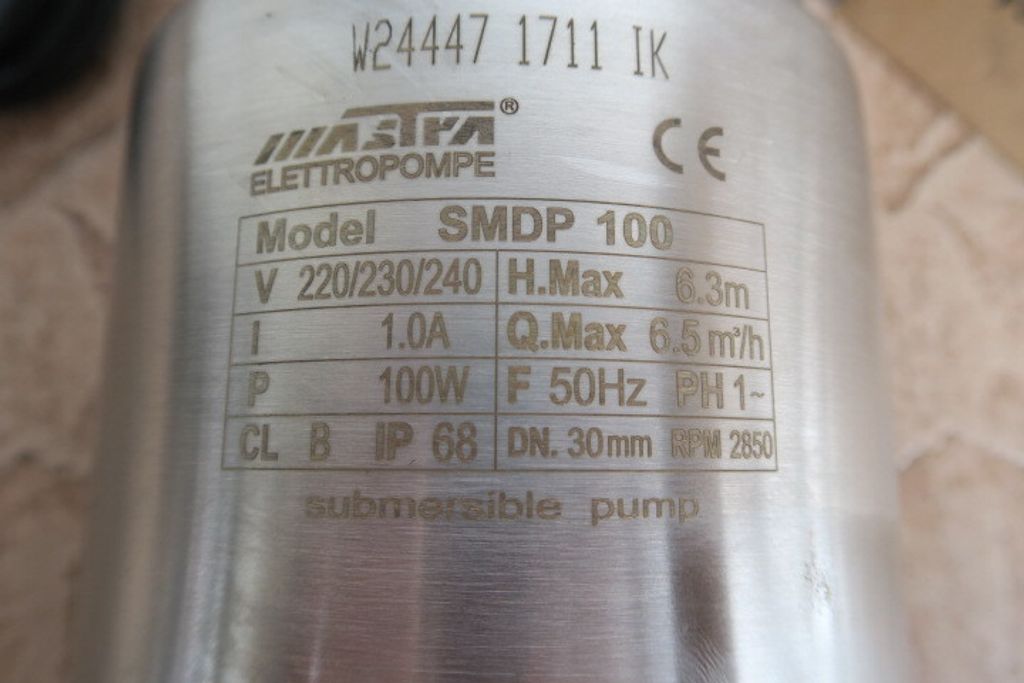 W24447 1711 IK
MASTRA®
ELETTROPOMPE
CE
Model SMDP 100
V 220/230/240 H.Max 6.3m
I 1.0A Q.Max 6.5 m³/h
P 100W F 50Hz PH 1~
CL B IP 68 DN. 30mm RPM 2850
submersible pump